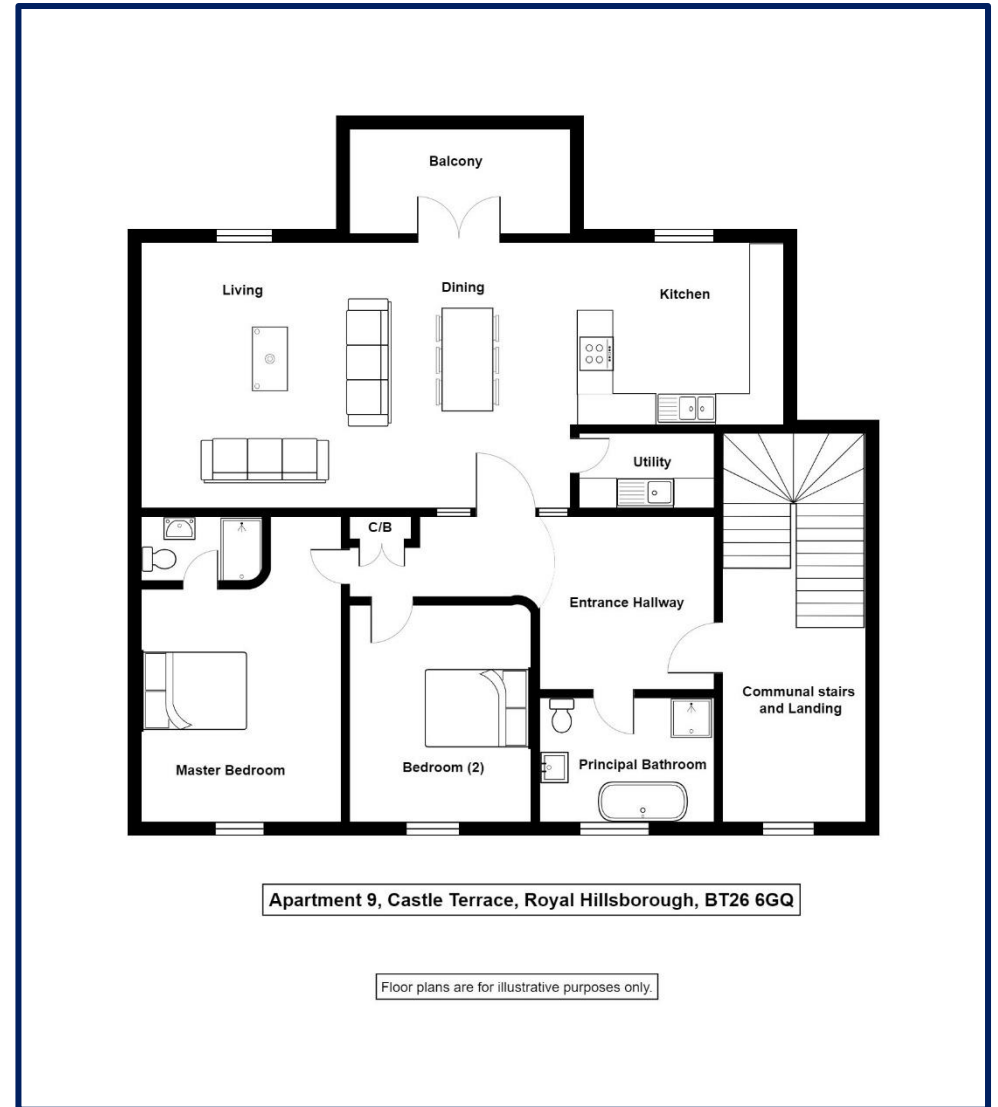 Balcony
Living
Dining
Kitchen
Utility
C/B
Entrance Hallway
Communal stairs
and Landing
Master Bedroom
Bedroom (2)
Principal Bathroom
Apartment 9, Castle Terrace, Royal Hillsborough, BT26 6GQ
Floor plans are for illustrative purposes only.